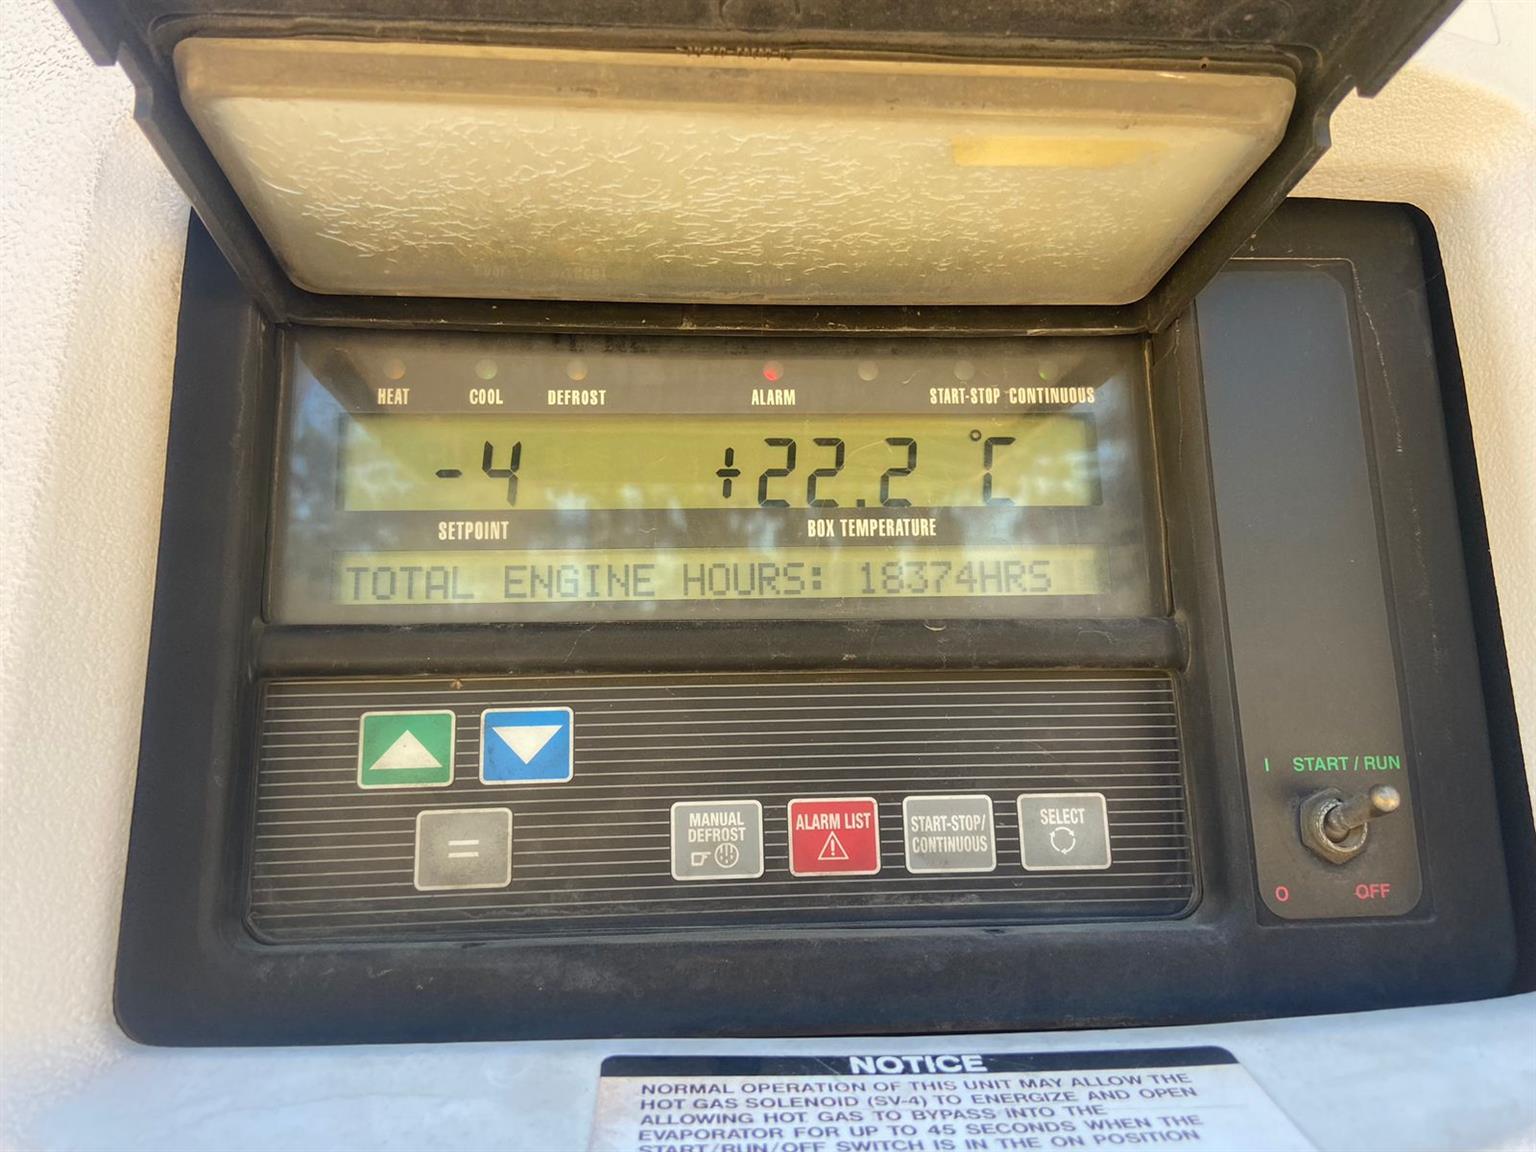 HEAT COOL DEFROST ALARM START-STOP CONTINUOUS
-4 +22.2 °C
SETPOINT BOX TEMPERATURE
TOTAL ENGINE HOURS: 18374HRS
I START / RUN
=
MANUAL
DEFROST
ALARM LIST
START-STOP/
CONTINUOUS
SELECT
O OFF
NOTICE
NORMAL OPERATION OF THIS UNIT MAY ALLOW THE
HOT GAS SOLENOID (SV-4) TO ENERGIZE AND OPEN
ALLOWING HOT GAS TO BYPASS INTO THE
EVAPORATOR FOR UP TO 45 SECONDS WHEN THE
START/RUN/OFF SWITCH IS IN THE ON POSITION